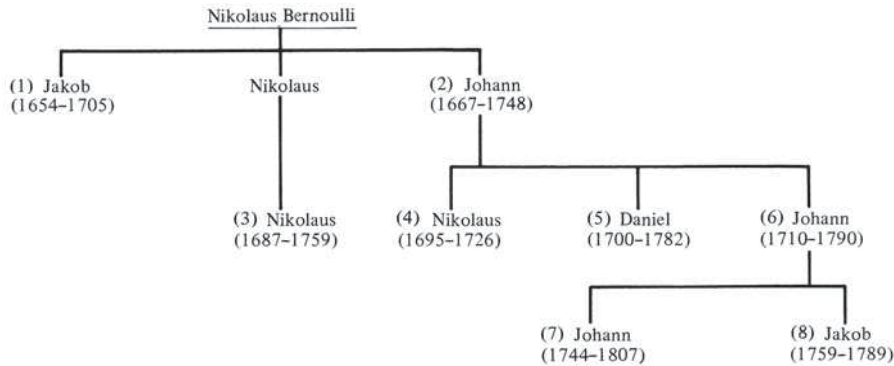 Nikolaus Bernoulli
(1) Jakob
(1654–1705)
Nikolaus
(2) Johann
(1667–1748)
(3) Nikolaus
(1687–1759)
(4) Nikolaus
(1695–1726)
(5) Daniel
(1700–1782)
(6) Johann
(1710–1790)
(7) Johann
(1744–1807)
(8) Jakob
(1759–1789)